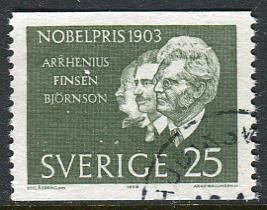 NOBELPRIS 1903
ARRHENIUS
FINSEN
BJÖRNSON
SVERIGE 25